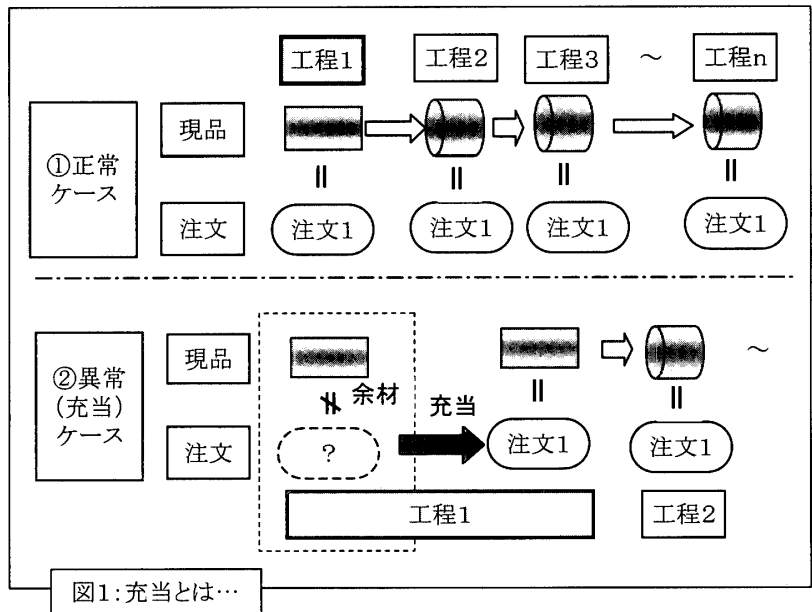 工程1 工程2 工程3 ～ 工程n
①正常
ケース
現品
注文
注文1 注文1 注文1 注文1
②異常
(充当)
ケース
現品
～
余材
充当
注文
?
注文1 注文1
工程1 工程2
図1:充当とは…